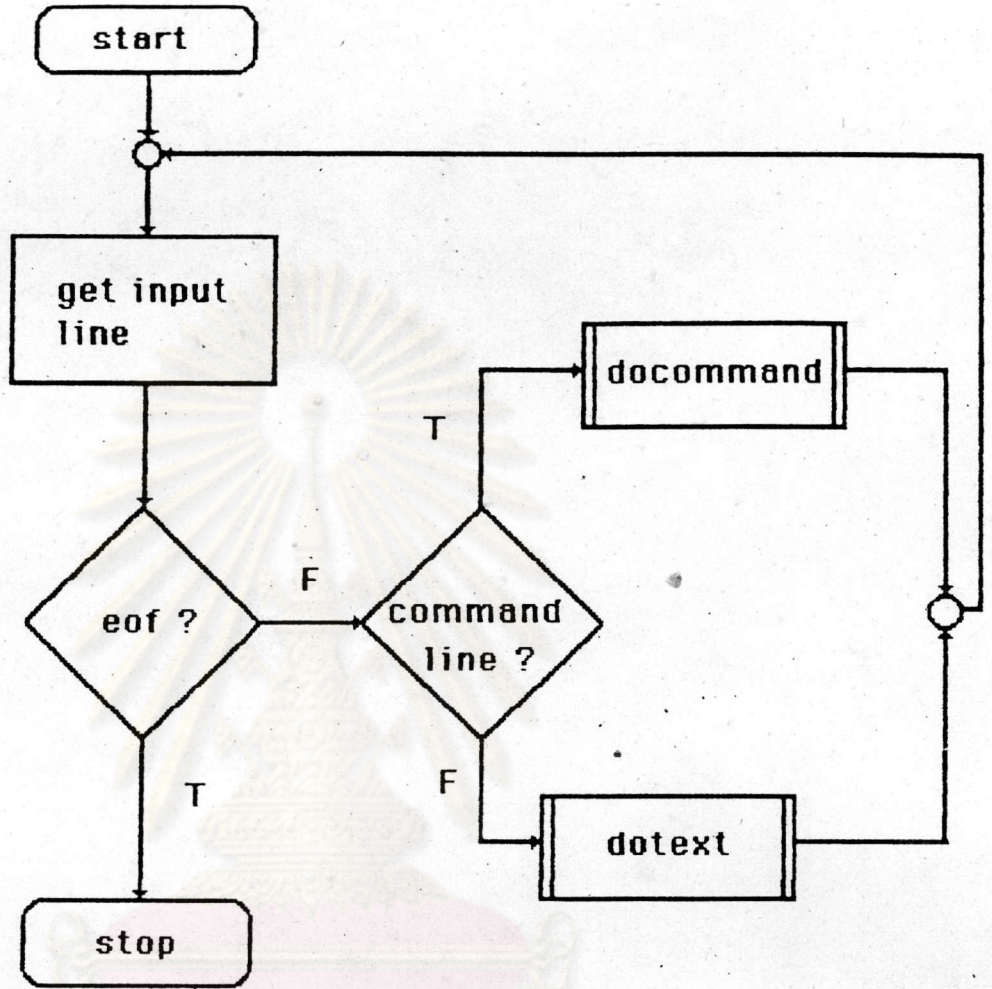 start
get input
line
docommand
T
F
eof ?
command
line ?
T
F
dotext
stop